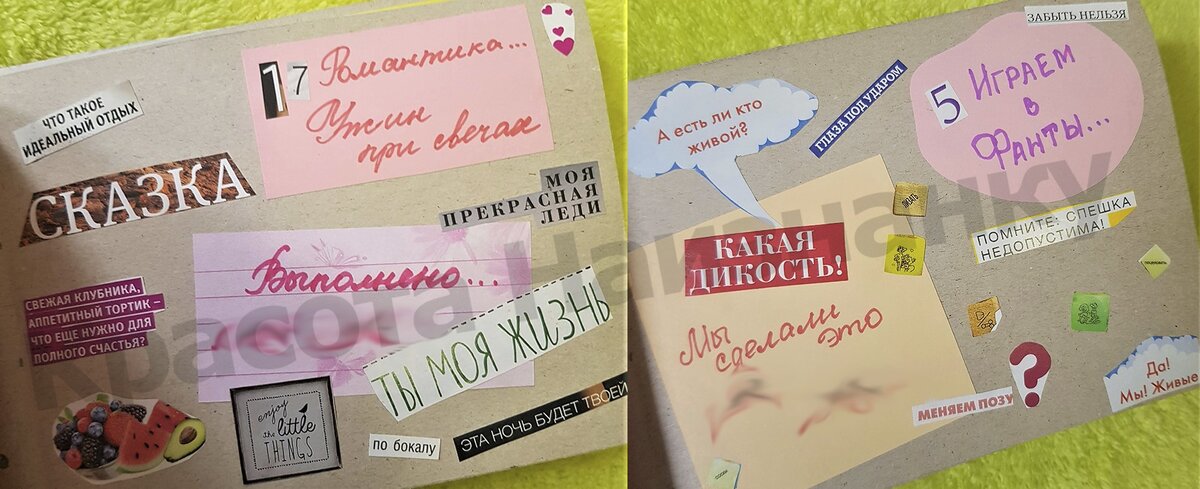 17 Романтика...
Ужин
при свечах
ЧТО ТАКОЕ
ИДЕАЛЬНЫЙ ОТДЫХ
СКАЗКА
МОЯ
ПРЕКРАСНАЯ
ЛЕДИ
Выполнено...
СВЕЖАЯ КЛУБНИКА,
АППЕТИТНЫЙ ТОРТИК –
ЧТО ЕЩЕ НУЖНО ДЛЯ
ПОЛНОГО СЧАСТЬЯ?
ТЫ МОЯ ЖИЗНЬ
enjoy
the little
THINGS
по бокалу
ЭТА НОЧЬ БУДЕТ ТВОЕЙ
ЗАБЫТЬ НЕЛЬЗЯ
А есть ли кто
живой?
ГЛАЗА ПОД УДАРОМ
5 ИГРАЕМ
в
ФАНТЫ...
КАКАЯ
ДИКОСТЬ!
ПОМНИТЕ: СПЕШКА
НЕДОПУСТИМА!
Мы
сделали
это
МЕНЯЕМ ПОЗУ ?
Да!
Мы! Живые
Красота Наизнанку